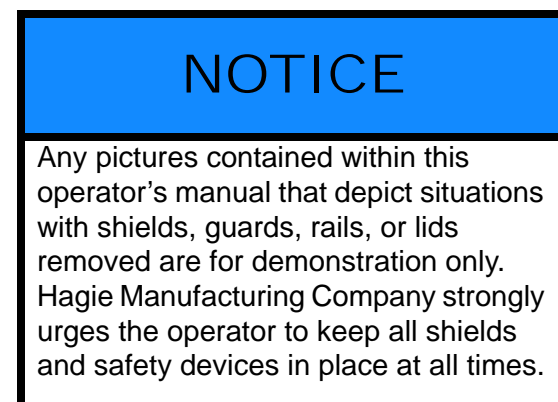 NOTICE
Any pictures contained within this
operator’s manual that depict situations
with shields, guards, rails, or lids
removed are for demonstration only.
Hagie Manufacturing Company strongly
urges the operator to keep all shields
and safety devices in place at all times.